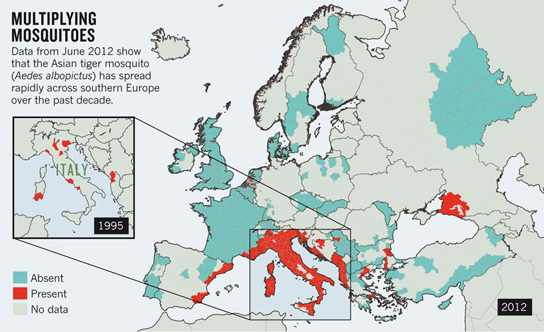 MULTIPLYING
MOSQUITOES
Data from June 2012 show
that the Asian tiger mosquito
(Aedes albopictus) has spread
rapidly across southern Europe
over the past decade.
ITALY
1995
Absent
Present
No data
2012